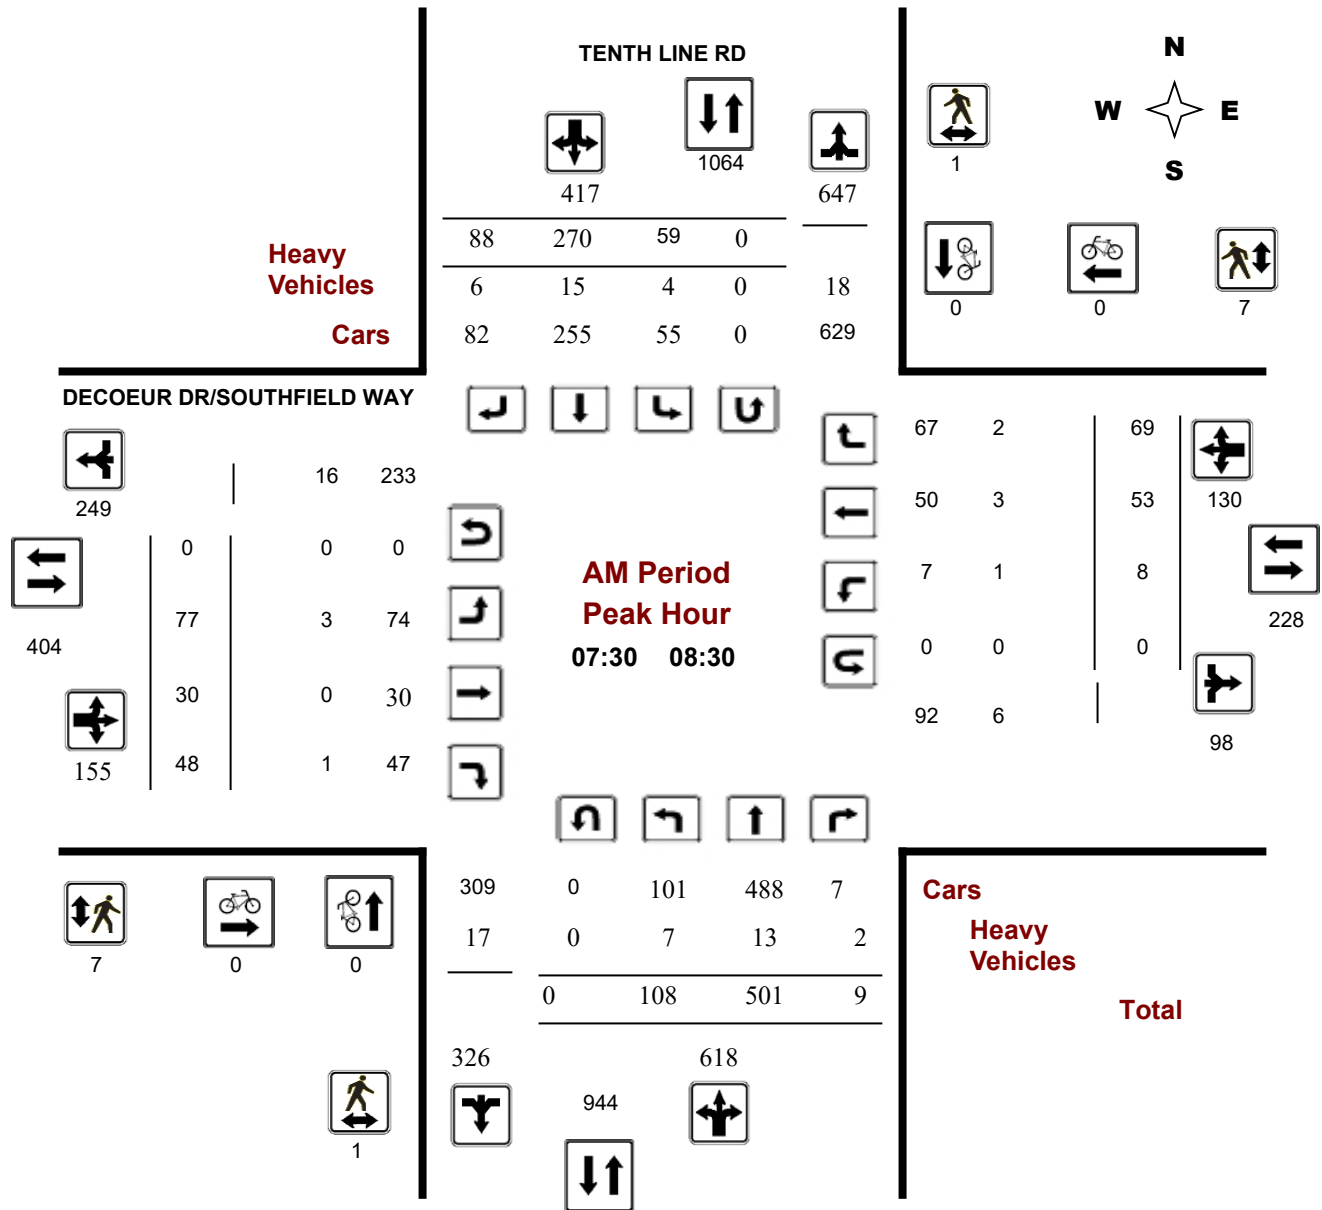 TENTH LINE RD
N
W E
S
1064
1
417 647
88 270 59 0
Heavy
Vehicles
6 15 4 0 18
0 0 7
Cars
82 255 55 0 629
DECOEUR DR/SOUTHFIELD WAY
67 2 69
16 233
249
50 3 53 130
0 0 0
AM Period
7 1 8
Peak Hour
77 3 74
228
404
07:30 08:30
0 0 0
30 0 30
92 6
98
155 48 1 47
309 0 101 488 7
Cars
17 0 7 13 2
Heavy
Vehicles
7 0 0
0 108 501 9
Total
326 618
944
1